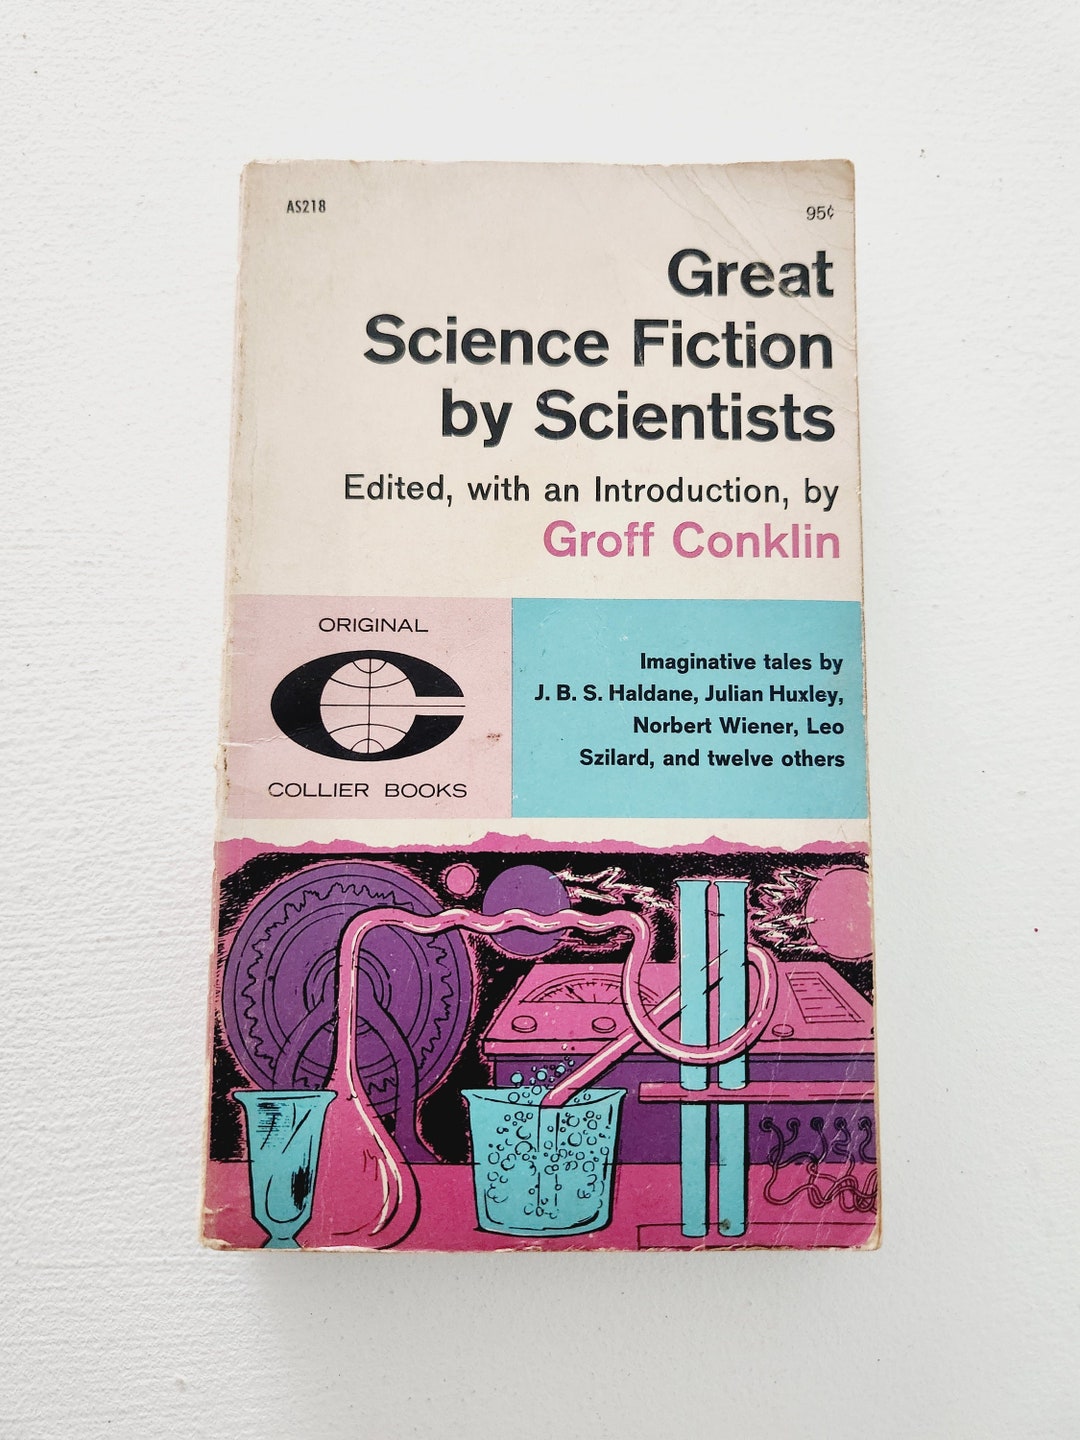 AS218
95¢
Great
Science Fiction
by Scientists
Edited, with an Introduction, by
Groff Conklin
ORIGINAL
COLLIER BOOKS
Imaginative tales by
J. B. S. Haldane, Julian Huxley,
Norbert Wiener, Leo
Szilard, and twelve others